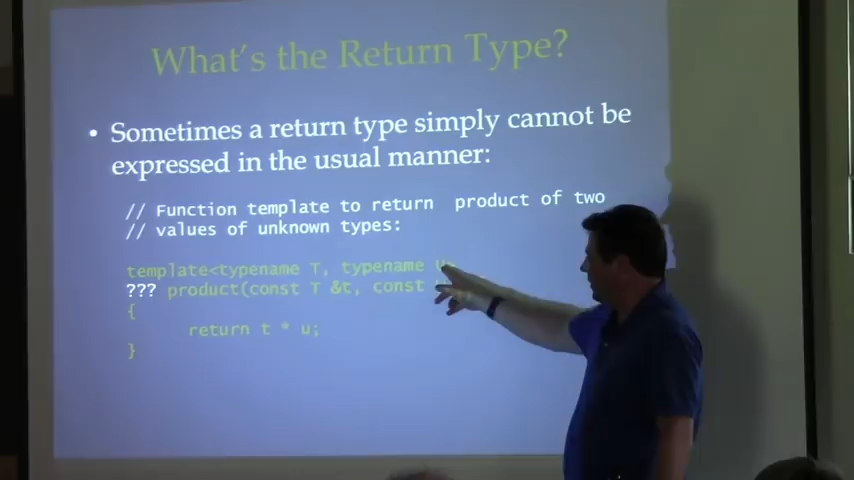 What's the Return Type?
• Sometimes a return type simply cannot be
expressed in the usual manner:
// Function template to return product of two
// values of unknown types:
template<typename T, typename U>
??? product(const T &t, const
{
return t * u;
}